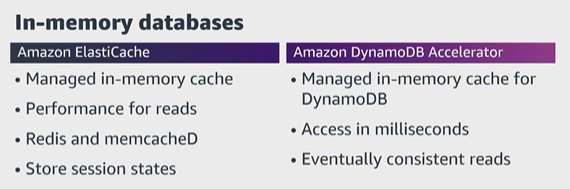 In-memory databases
Amazon ElastiCache
• Managed in-memory cache
• Performance for reads
• Redis and memcacheD
• Store session states
Amazon DynamoDB Accelerator
• Managed in-memory cache for
DynamoDB
• Access in milliseconds
• Eventually consistent reads